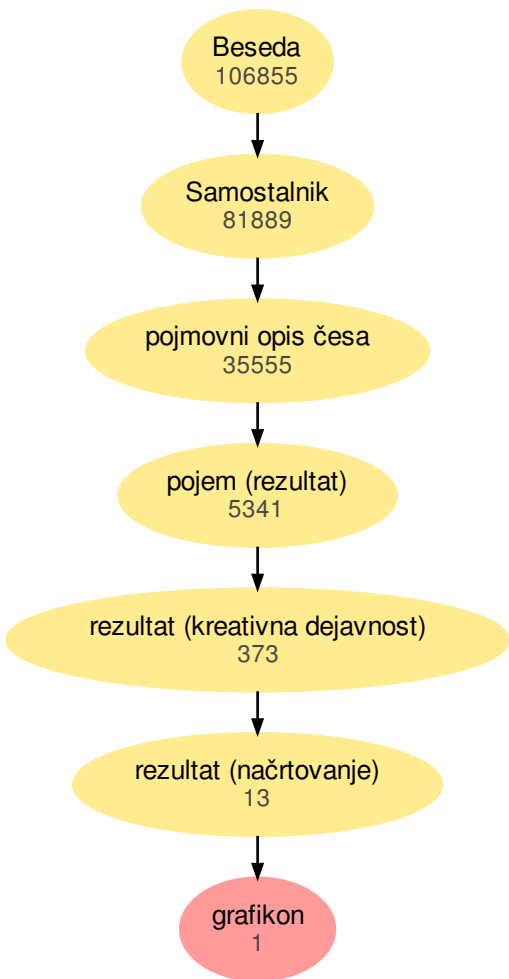 Beseda
106855
Samostalnik
81889
pojmovni opis česa
35555
pojem (rezultat)
5341
rezultat (kreativna dejavnost)
373
rezultat (načrtovanje)
13
grafikon
1